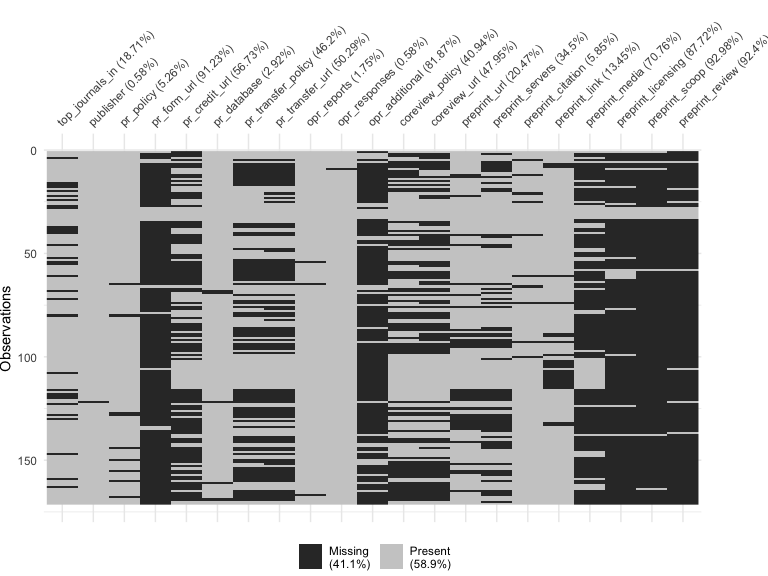 top_journals_in (18.71%)
publisher (0.58%)
pr_policy (5.26%)
pr_form_url (91.23%)
pr_credit_url (56.73%)
pr_database (2.92%)
pr_transfer_policy (46.2%)
pr_transfer_url (50.29%)
opr_reports (1.75%)
opr_responses (0.58%)
opr_additional (81.87%)
coreview_policy (40.94%)
coreview_url (47.95%)
preprint_url (20.47%)
preprint_servers (34.5%)
preprint_citation (5.85%)
preprint_link (13.45%)
preprint_media (70.76%)
preprint_licensing (87.72%)
preprint_scoop (92.98%)
preprint_review (92.4%)
0
50
100
150
Observations
Missing
(41.1%)
Present
(58.9%)